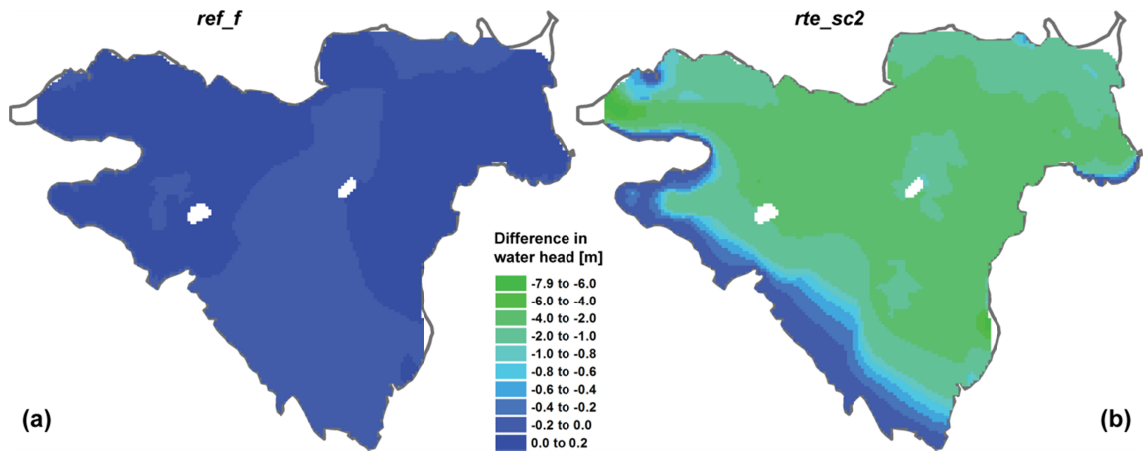 ref_f
rte_sc2
Difference in
water head [m]
-7.9 to -6.0
-6.0 to -4.0
-4.0 to -2.0
-2.0 to -1.0
-1.0 to -0.8
-0.8 to -0.6
-0.6 to -0.4
-0.4 to -0.2
-0.2 to 0.0
0.0 to 0.2
(a)
(b)